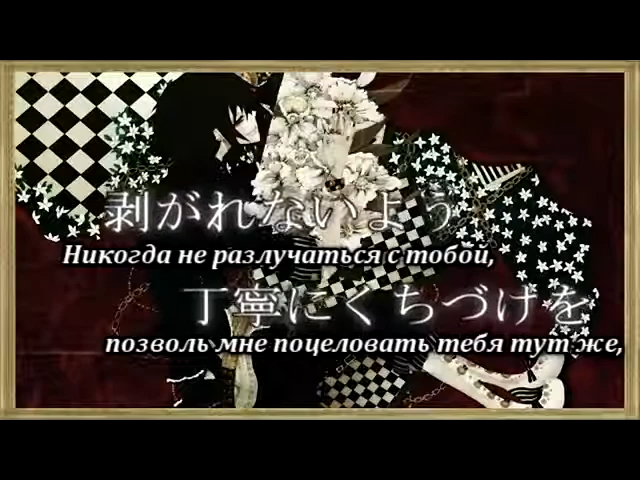 剥がれないよう
Никогда не разлучаться с тобой,
丁寧にくちづけを
позволь мне поцеловать тебя тут же,